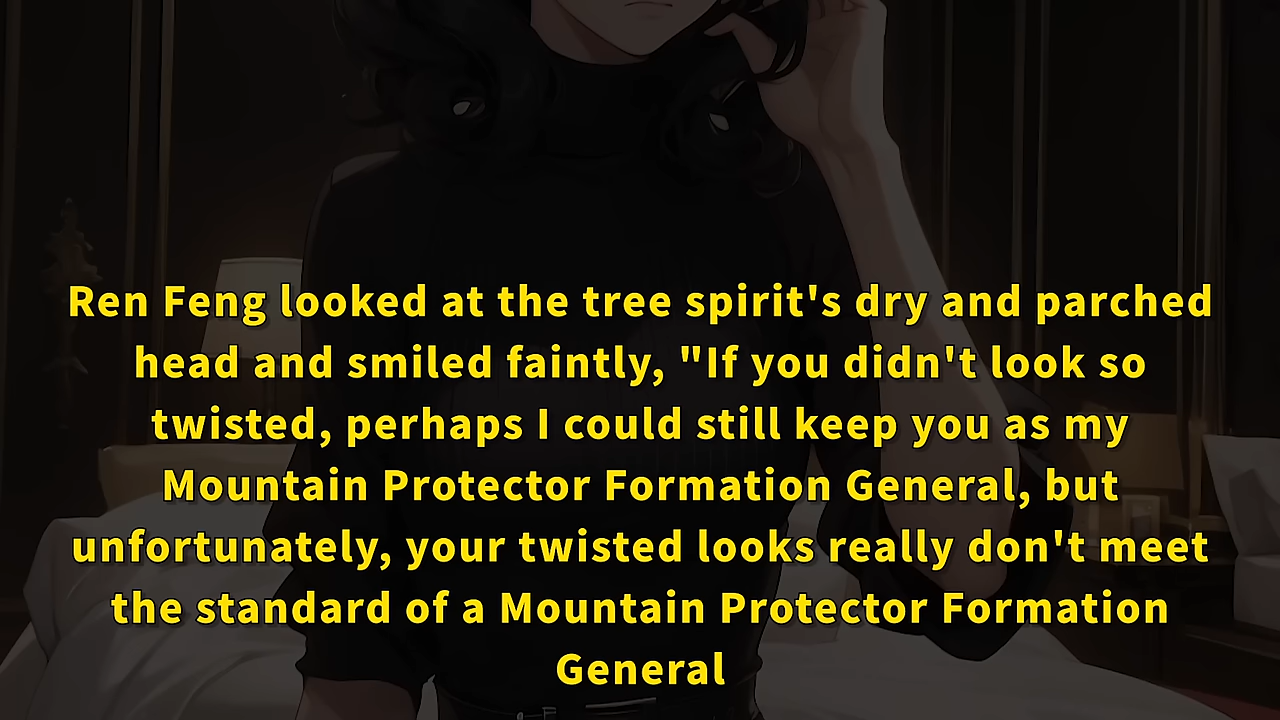 Ren Feng looked at the tree spirit's dry and parched
head and smiled faintly, "If you didn't look so
twisted, perhaps I could still keep you as my
Mountain Protector Formation General, but
unfortunately, your twisted looks really don't meet
the standard of a Mountain Protector Formation
General